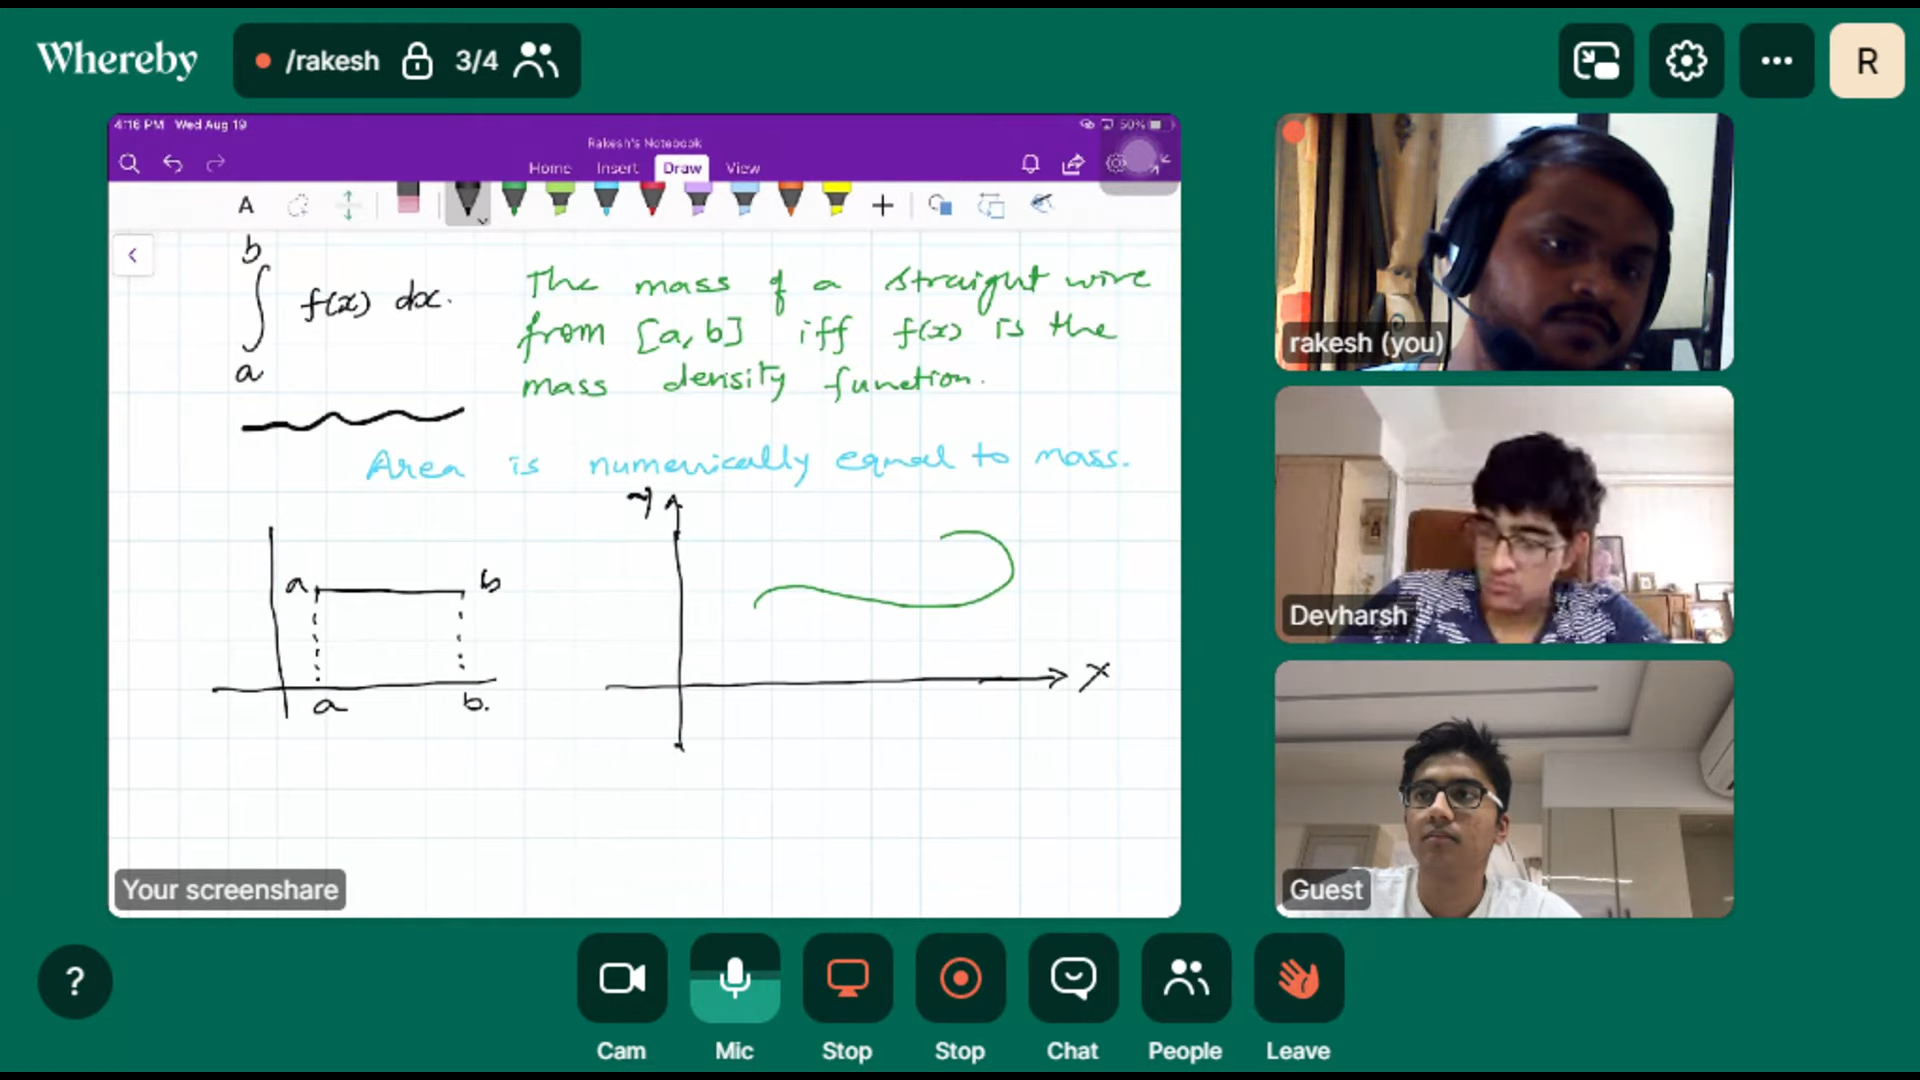 Whereby
/rakesh 3/4
R
4:16 PM Wed Aug 19
50%
Rakesh's Notebook
Home Insert Draw View
A
b
∫ f(x) dx.
a
The mass of a straight wire
from [a, b] iff f(x) is the
mass density function.
Area is numerically equal to mass.
y
a b
X
a b.
Your screenshare
rakesh (you)
Devharsh
Guest
?
Cam Mic Stop Stop Chat People Leave